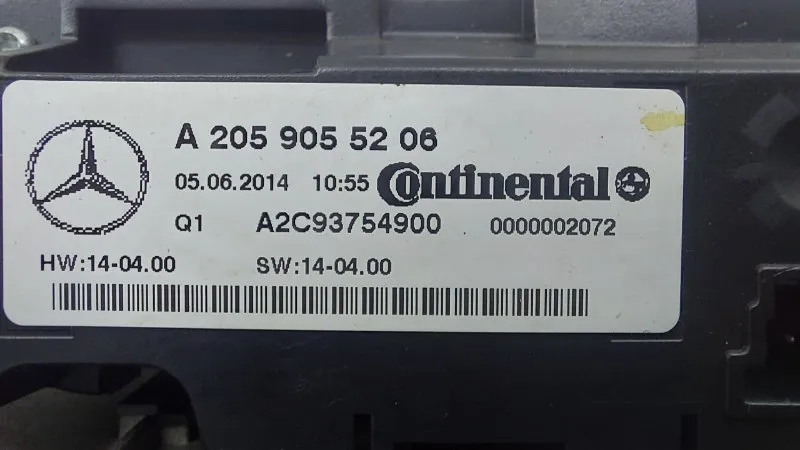 A 205 905 52 06
05.06.2014 10:55 Continental
Q1 A2C93754900 0000002072
HW:14-04.00 SW:14-04.00